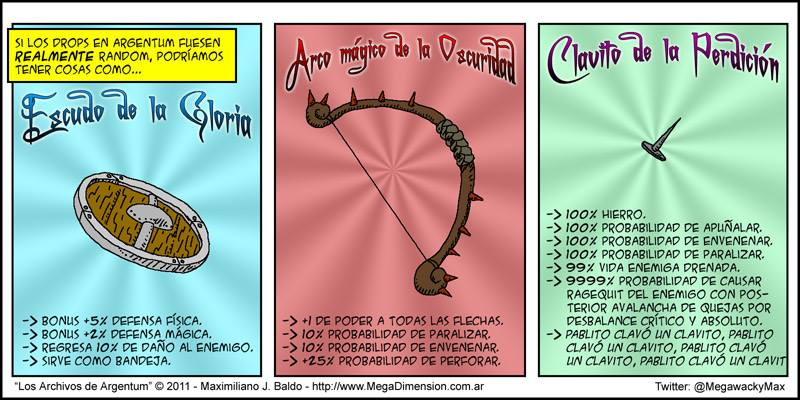 SI LOS DROPS EN ARGENTUM FUESEN
REALMENTE RANDOM, PODRÍAMOS
TENER COSAS COMO...
Escudo de la Gloria
-> BONUS +5% DEFENSA FÍSICA.
-> BONUS +2% DEFENSA MÁGICA.
-> REGRESA 10% DE DAÑO AL ENEMIGO.
-> SIRVE COMO BANDEJA.
Arco mágico de la Oscuridad
-> +1 DE PODER A TODAS LAS FLECHAS.
-> 10% PROBABILIDAD DE PARALIZAR.
-> 10% PROBABILIDAD DE ENVENENAR.
-> +25% PROBABILIDAD DE PERFORAR.
Clavito de la Perdición
-> 100% HIERRO.
-> 100% PROBABILIDAD DE APUÑALAR.
-> 100% PROBABILIDAD DE ENVENENAR.
-> 100% PROBABILIDAD DE PARALIZAR.
-> 99% VIDA ENEMIGA DRENADA.
-> 9999% PROBABILIDAD DE CAUSAR
RAGEQUIT DEL ENEMIGO CON POS-
TERIOR AVALANCHA DE QUEJAS POR
DESBALANCE CRÍTICO Y ABSOLUTO.
-> PABLITO CLAVÓ UN CLAVITO, PABLITO
CLAVÓ UN CLAVITO, PABLITO CLAVÓ
UN CLAVITO, PABLITO CLAVÓ UN CLAVIT
"Los Archivos de Argentum" © 2011 - Maximiliano J. Baldo - http://www.MegaDimension.com.ar
Twitter: @MegawackyMax